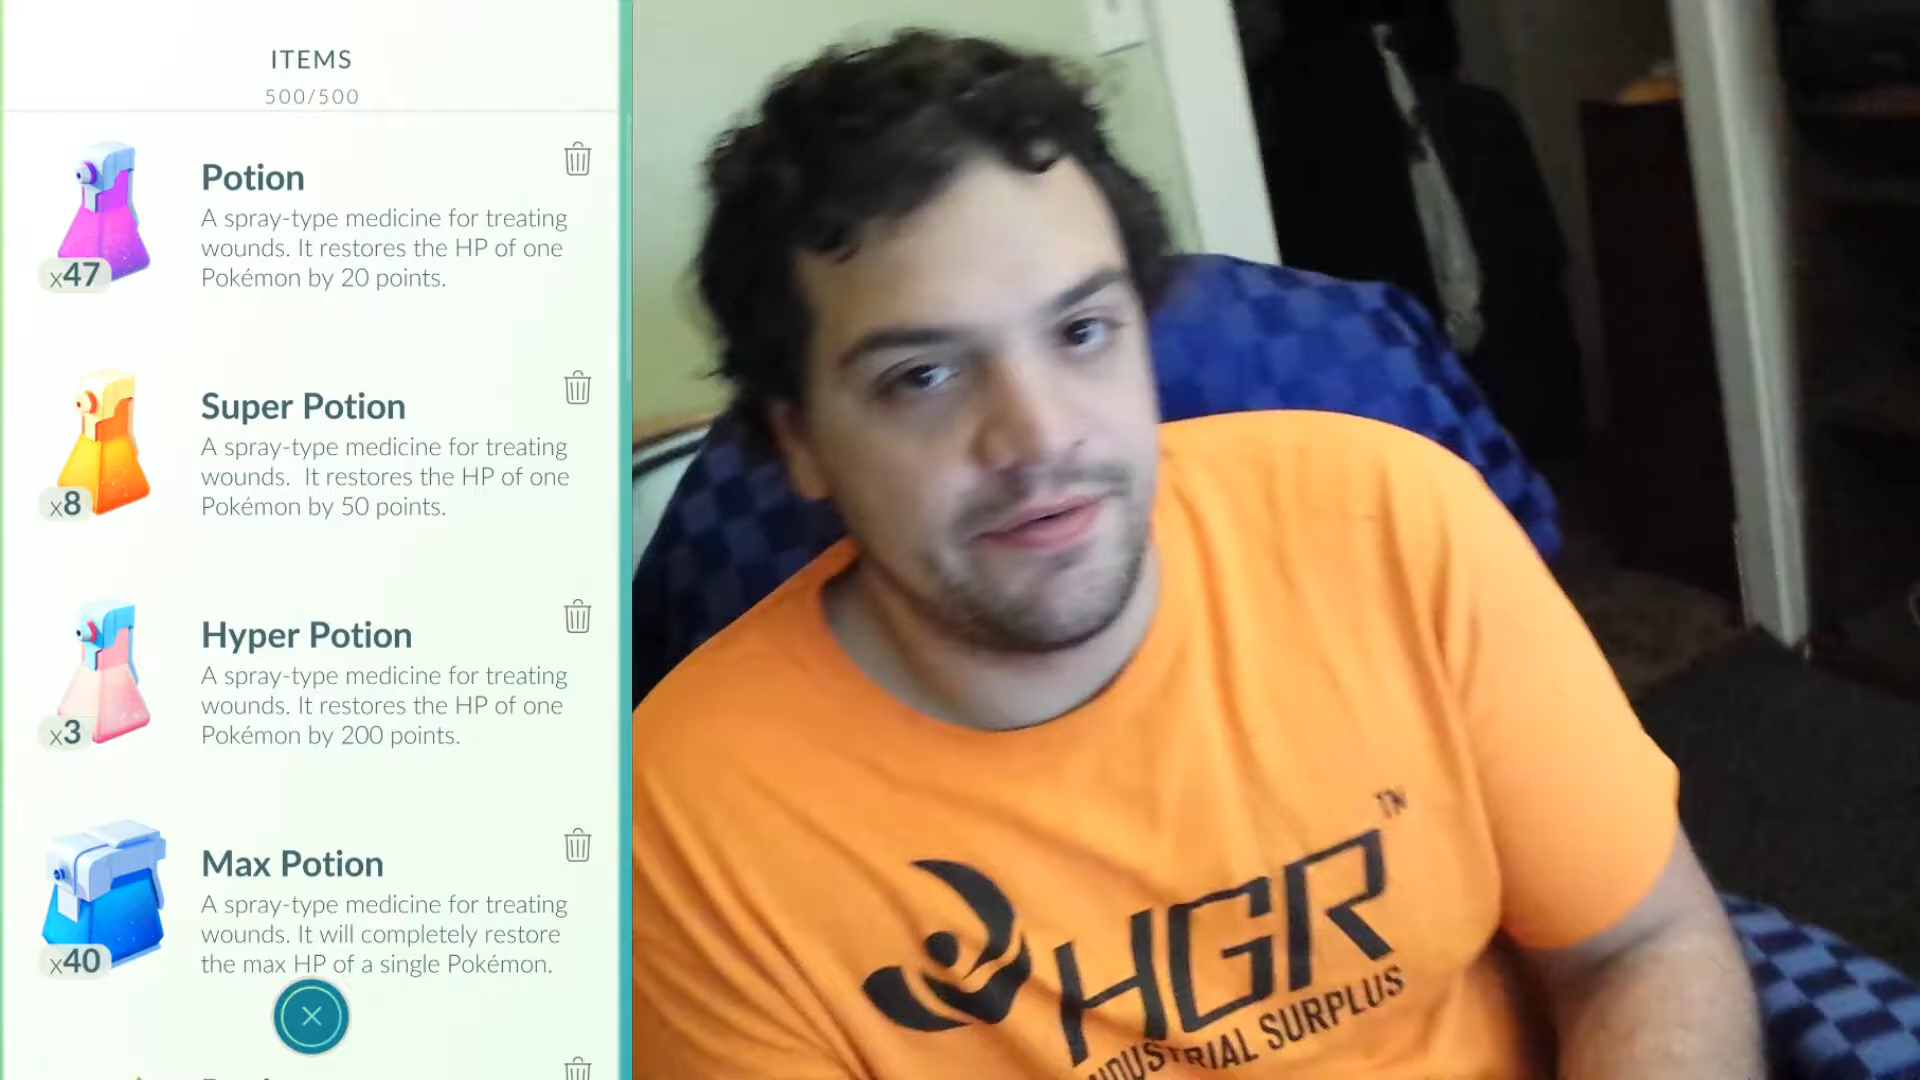 ITEMS
500/500
Potion
A spray-type medicine for treating
wounds. It restores the HP of one
Pokémon by 20 points.
x47
Super Potion
A spray-type medicine for treating
wounds. It restores the HP of one
Pokémon by 50 points.
x8
Hyper Potion
A spray-type medicine for treating
wounds. It restores the HP of one
Pokémon by 200 points.
x3
Max Potion
A spray-type medicine for treating
wounds. It will completely restore
the max HP of a single Pokémon.
x40
HGR™
INDUSTRIAL SURPLUS